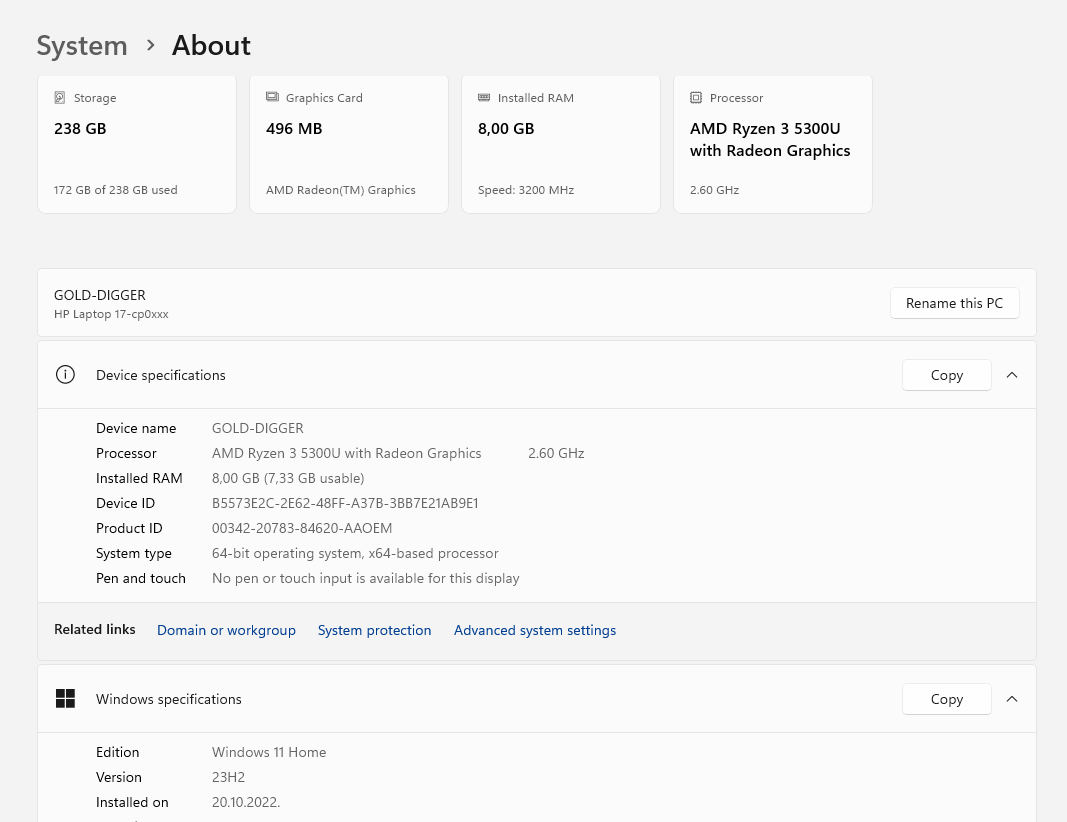 System > About
Storage
238 GB
172 GB of 238 GB used
Graphics Card
496 MB
AMD Radeon(TM) Graphics
Installed RAM
8,00 GB
Speed: 3200 MHz
Processor
AMD Ryzen 3 5300U
with Radeon Graphics
2.60 GHz
GOLD-DIGGER
HP Laptop 17-cp0xxx
Rename this PC
Device specifications
Copy
Device name GOLD-DIGGER
Processor AMD Ryzen 3 5300U with Radeon Graphics 2.60 GHz
Installed RAM 8,00 GB (7,33 GB usable)
Device ID B5573E2C-2E62-48FF-A37B-3BB7E21AB9E1
Product ID 00342-20783-84620-AAOEM
System type 64-bit operating system, x64-based processor
Pen and touch No pen or touch input is available for this display
Related links Domain or workgroup System protection Advanced system settings
Windows specifications
Copy
Edition Windows 11 Home
Version 23H2
Installed on 20.10.2022.